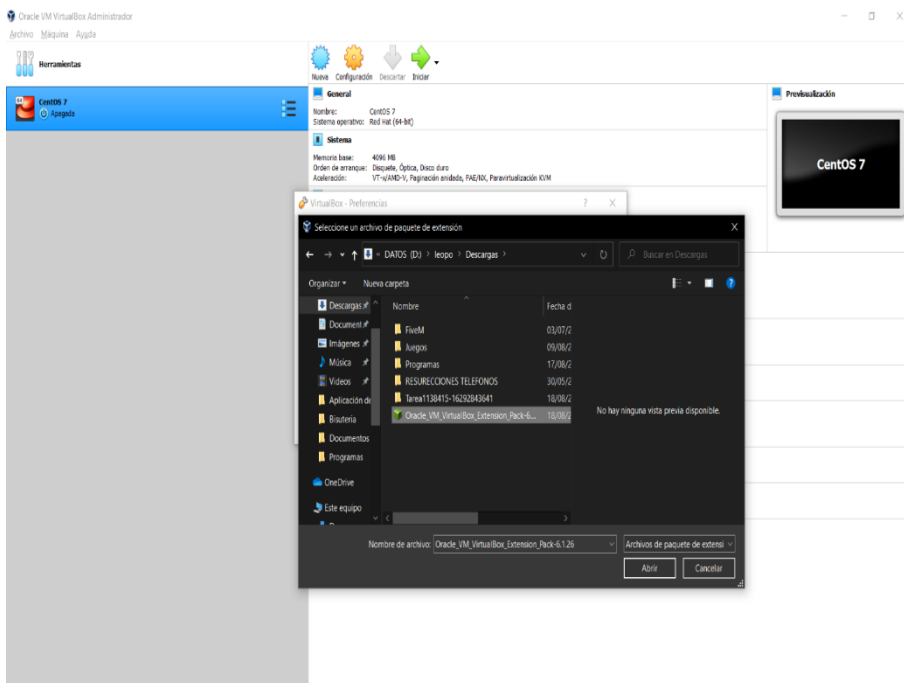 Oracle VM VirtualBox Administrador
Archivo Máquina Ayuda
Herramientas
Nueva Configuración Descartar Iniciar
CentOS 7
Apagada
General
Nombre: CentOS 7
Sistema operativo: Red Hat (64-bit)
Sistema
Memoria base: 4096 MB
Orden de arranque: Disquete, Óptica, Disco duro
Aceleración: VT-x/AMD-V, Paginación anidada, PAE/NX, Paravirtualización KVM
Previsualización
CentOS 7
VirtualBox - Preferencias ? X
Seleccione un archivo de paquete de extensión X
DATOS (D:) > leopo > Descargas >
Buscar en Descargas
Organizar Nueva carpeta
Descargas
Document
Imágenes
Música
Videos
Aplicación de
Bisuteria
Documentos
Programas
OneDrive
Este equipo
Nombre Fecha d
FiveM 03/07/2
Juegos 09/08/2
Programas 17/08/2
RESURECCIONES TELEFONOS 30/05/2
Tarea1138415-16292843641 18/08/2
Oracle_VM_VirtualBox_Extension_Pack-6... 18/08/2
No hay ninguna vista previa disponible.
Nombre de archivo: Oracle_VM_VirtualBox_Extension_Pack-6.1.26
Archivos de paquete de extensi
Abrir Cancelar